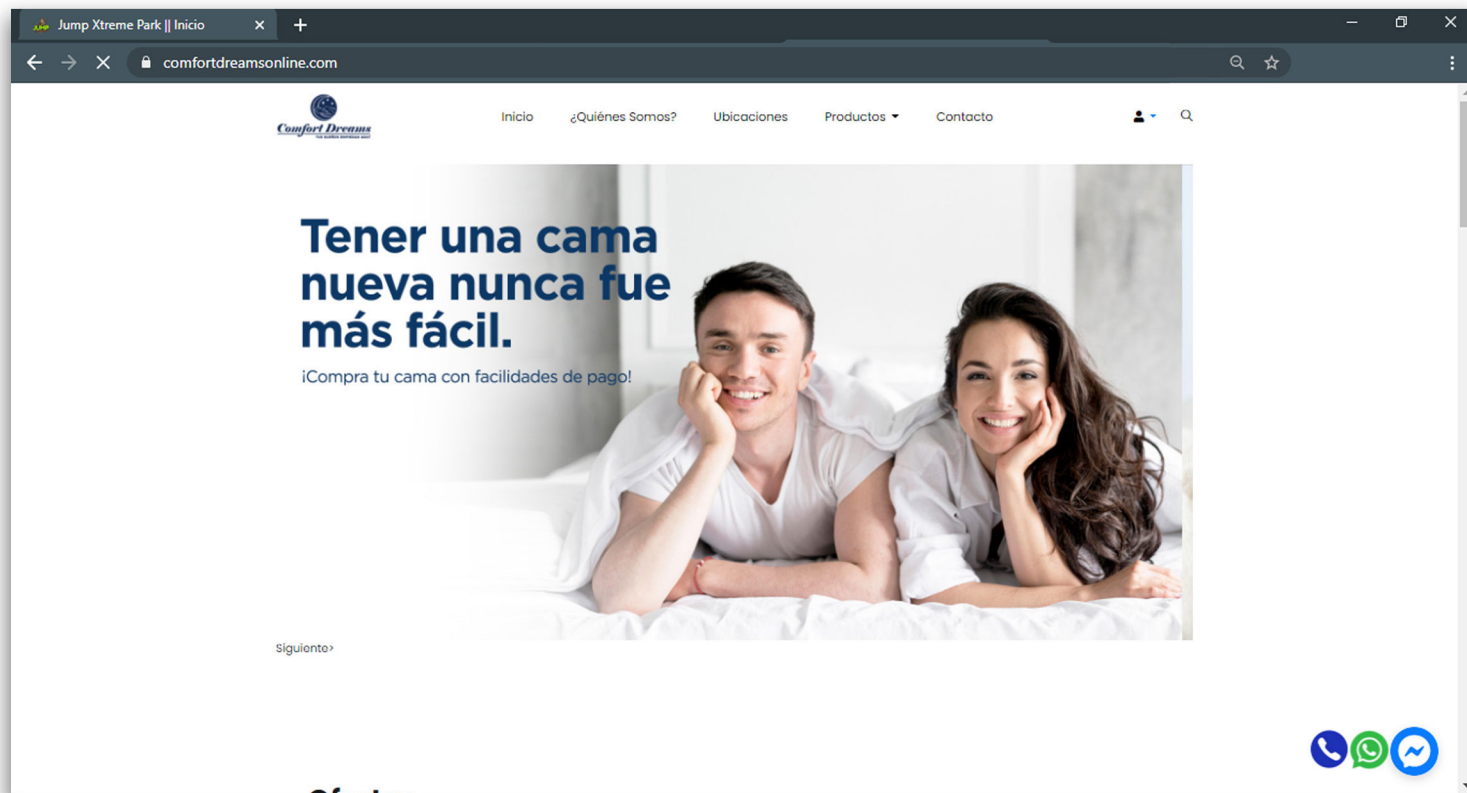 Jump Xtreme Park || Inicio
comfortdreamsonline.com
Comfort Dreams
Inicio
¿Quiénes Somos?
Ubicaciones
Productos
Contacto
Tener una cama
nueva nunca fue
más fácil.
¡Compra tu cama con facilidades de pago!
Siguiente>